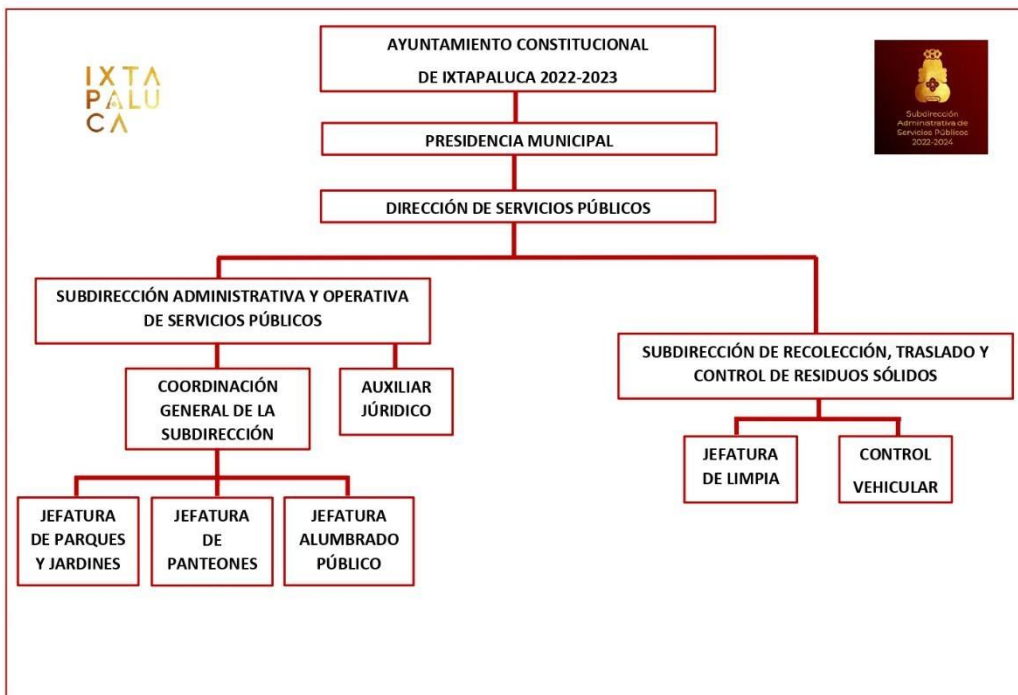 IXTA
PALU
CA
AYUNTAMIENTO CONSTITUCIONAL
DE IXTAPALUCA 2022-2023
Subdirección
Administrativa de
Servicios Públicos
2022-2024
PRESIDENCIA MUNICIPAL
DIRECCIÓN DE SERVICIOS PÚBLICOS
SUBDIRECCIÓN ADMINISTRATIVA Y OPERATIVA
DE SERVICIOS PÚBLICOS
SUBDIRECCIÓN DE RECOLECCIÓN, TRASLADO Y
CONTROL DE RESIDUOS SÓLIDOS
COORDINACIÓN
GENERAL DE LA
SUBDIRECCIÓN
AUXILIAR
JÚRIDICO
JEFATURA
DE LIMPIA
CONTROL
VEHICULAR
JEFATURA
DE PARQUES
Y JARDINES
JEFATURA
DE
PANTEONES
JEFATURA
ALUMBRADO
PÚBLICO